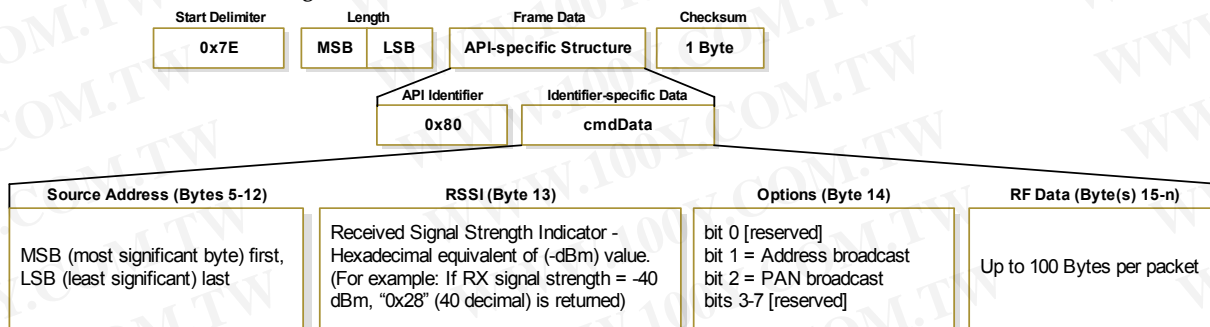 Start Delimiter Length Frame Data Checksum
0x7E MSB LSB API-specific Structure 1 Byte
API Identifier Identifier-specific Data
0x80 cmdData
Source Address (Bytes 5-12) RSSI (Byte 13) Options (Byte 14) RF Data (Byte(s) 15-n)
MSB (most significant byte) first,
LSB (least significant) last
Received Signal Strength Indicator -
Hexadecimal equivalent of (-dBm) value.
(For example: If RX signal strength = -40
dBm, “0x28” (40 decimal) is returned)
bit 0 [reserved]
bit 1 = Address broadcast
bit 2 = PAN broadcast
bits 3-7 [reserved]
Up to 100 Bytes per packet
WWW.100Y.COM.TW